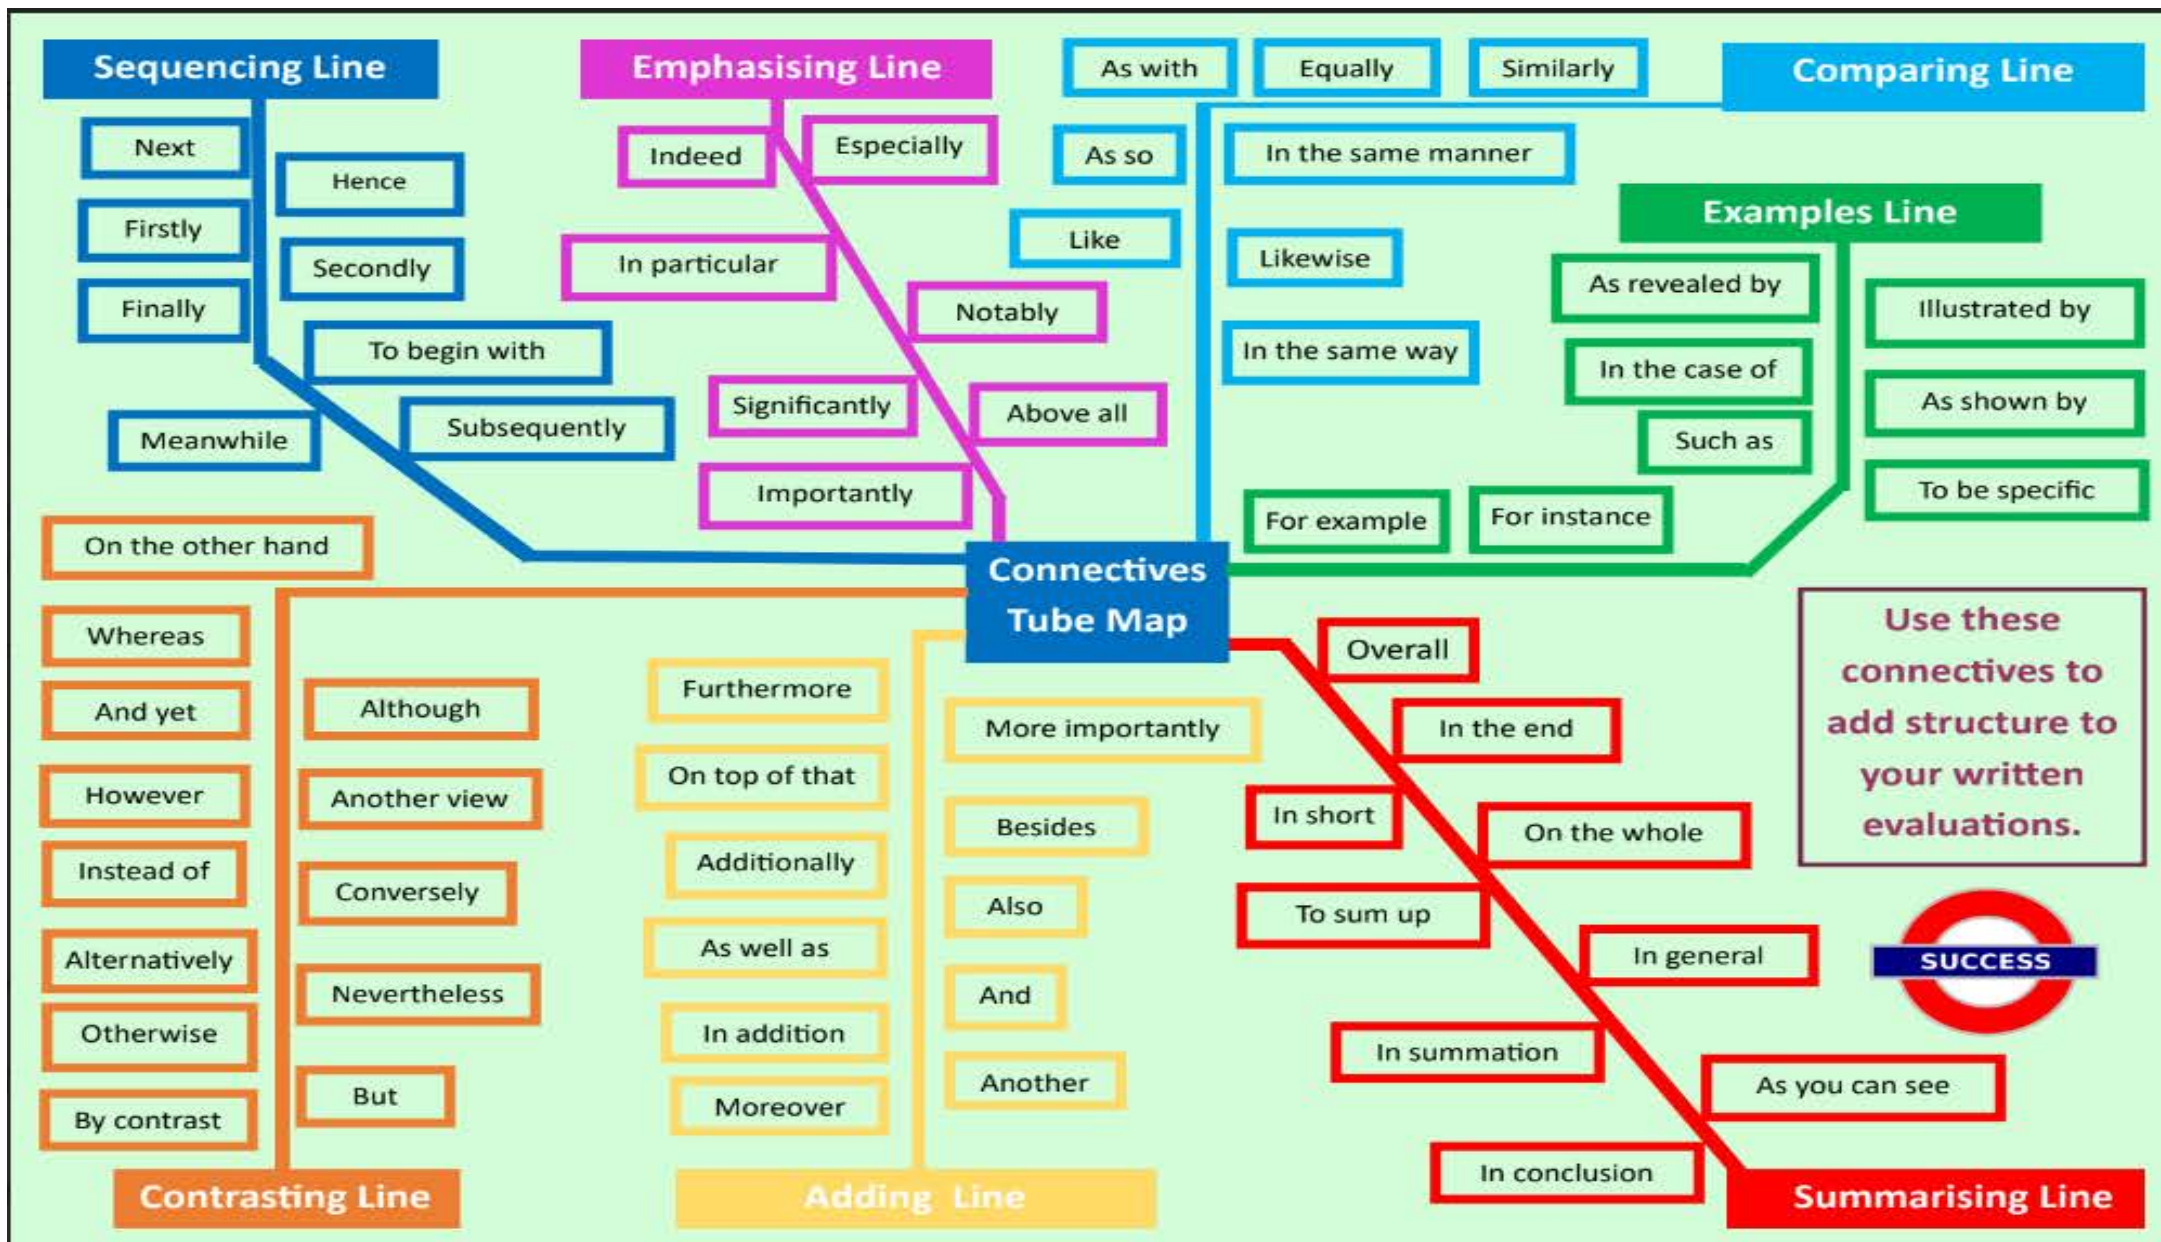 Sequencing Line
Next
Hence
Firstly
Secondly
Finally
To begin with
Meanwhile
Subsequently
Emphasising Line
Indeed
Especially
In particular
Notably
Significantly
Above all
Importantly
Comparing Line
As with
Equally
Similarly
As so
In the same manner
Like
Likewise
In the same way
Examples Line
As revealed by
Illustrated by
In the case of
As shown by
Such as
To be specific
For example
For instance
Connectives
Tube Map
On the other hand
Whereas
And yet
Although
However
Another view
Instead of
Conversely
Alternatively
Nevertheless
Otherwise
But
By contrast
Contrasting Line
Furthermore
More importantly
On top of that
Besides
Additionally
Also
As well as
And
In addition
Another
Moreover
Adding Line
Overall
In the end
In short
On the whole
To sum up
In general
In summation
As you can see
In conclusion
Summarising Line
Use these
connectives to
add structure to
your written
evaluations.
SUCCESS